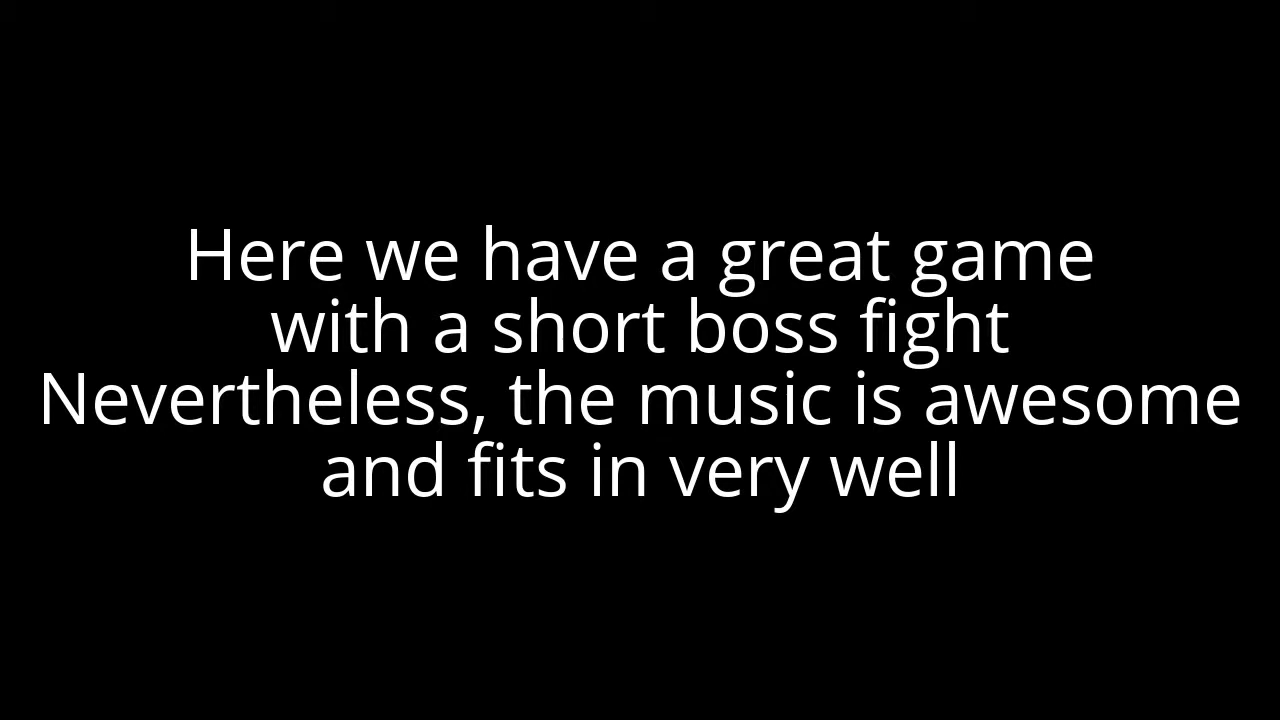 Here we have a great game
with a short boss fight
Nevertheless, the music is awesome
and fits in very well